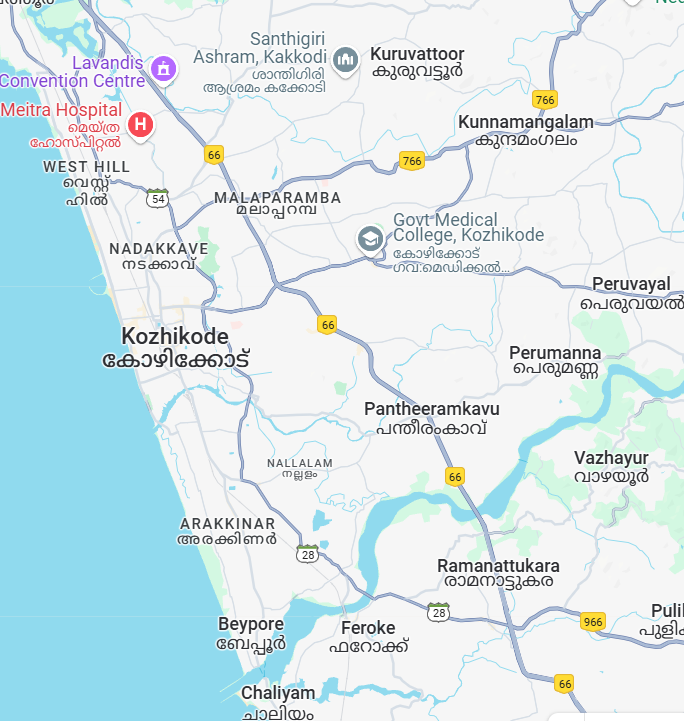 Santhigiri
Ashram, Kakkodi
ശാന്തിഗിരി
ആശ്രമം കക്കോടി
Kuruvattoor
കുരുവട്ടൂർ
Lavandis
Convention Centre
766
Meitra Hospital
മെയ്ത്ര
ഹോസ്പിറ്റൽ
H
Kunnamangalam
കുന്ദമംഗലം
66
766
WEST HILL
വെസ്റ്റ്
ഹിൽ
54
MALAPARAMBA
മലാപ്പറമ്പ
Govt Medical
College, Kozhikode
കോഴിക്കോട്
ഗവ.മെഡിക്കൽ...
NADAKKAVE
നടക്കാവ്
Peruvayal
പെരുവയൽ
66
Kozhikode
കോഴിക്കോട്
Perumanna
പെരുമണ്ണ
Pantheeramkavu
പന്തീരംകാവ്
NALLALAM
നല്ലളം
Vazhayur
വാഴയൂർ
66
ARAKKINAR
അരക്കിണർ
28
Ramanattukara
രാമനാട്ടുകര
28
966
Beypore
ബേപ്പൂർ
Feroke
ഫറോക്ക്
66
Chaliyam
ചാലിയം